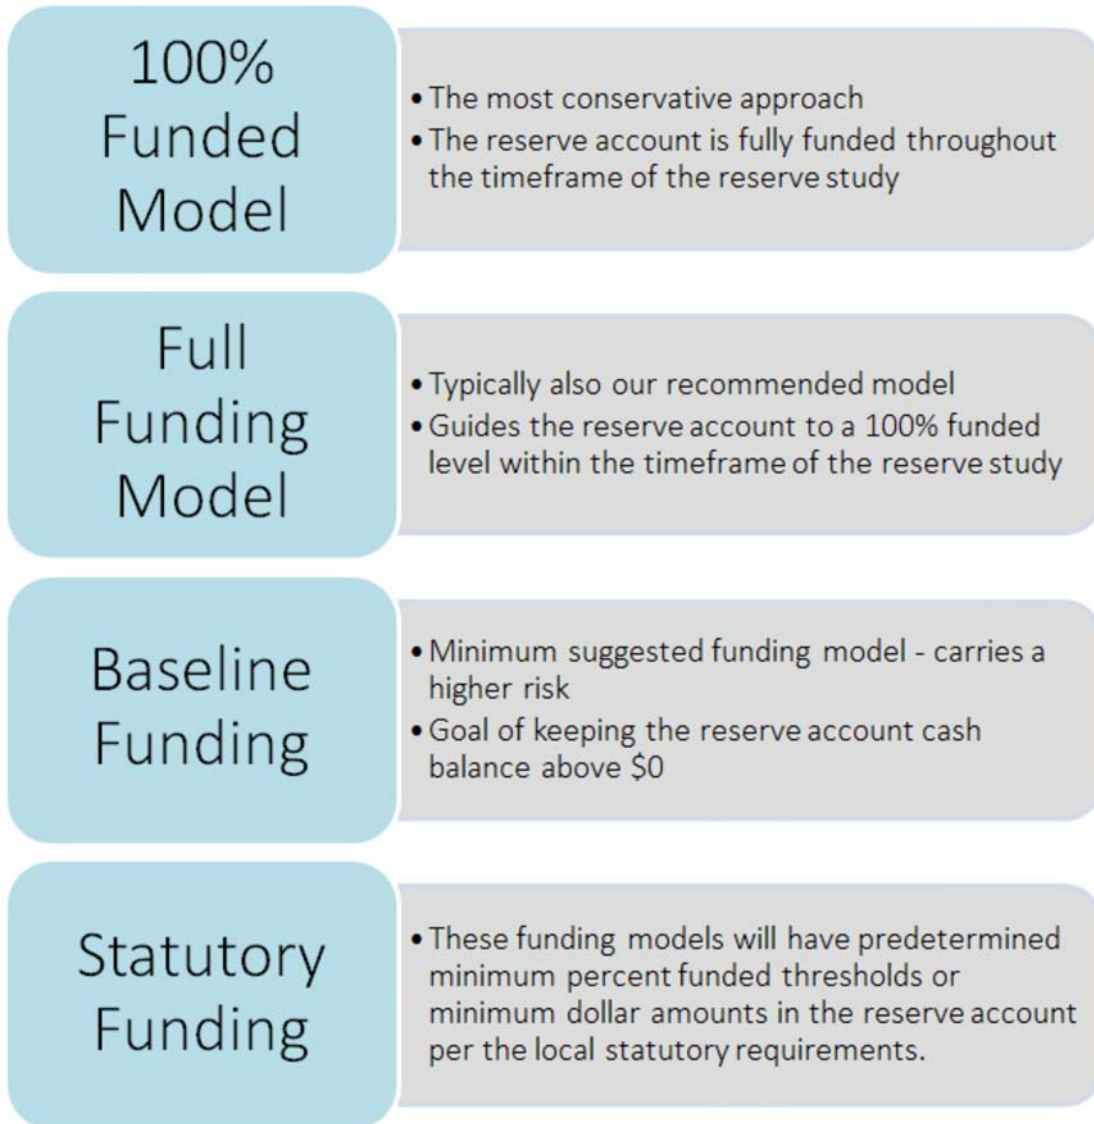 100%
Funded
Model
• The most conservative approach
• The reserve account is fully funded throughout
the timeframe of the reserve study
Full
Funding
Model
• Typically also our recommended model
• Guides the reserve account to a 100% funded
level within the timeframe of the reserve study
Baseline
Funding
• Minimum suggested funding model - carries a
higher risk
• Goal of keeping the reserve account cash
balance above $0
Statutory
Funding
• These funding models will have predetermined
minimum percent funded thresholds or
minimum dollar amounts in the reserve account
per the local statutory requirements.